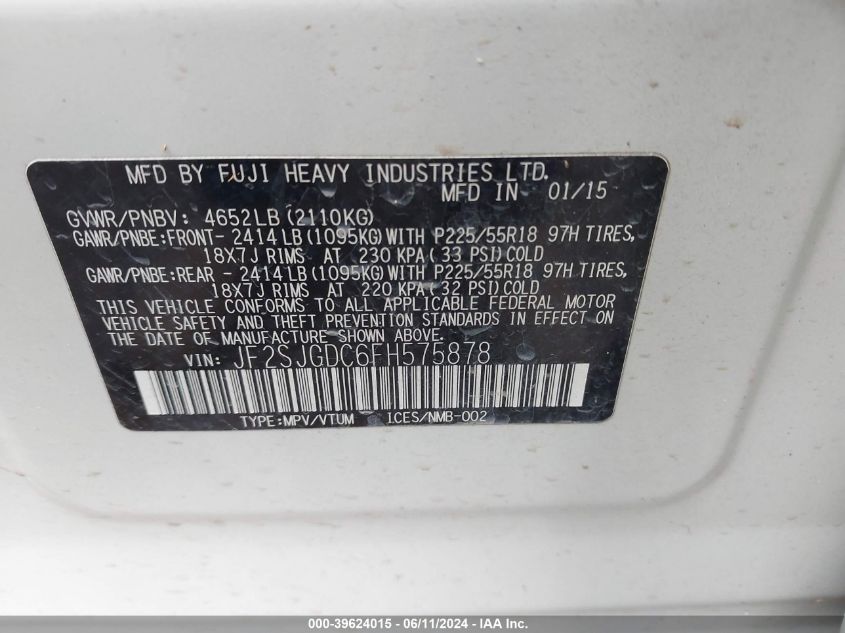 MFD BY FUJI HEAVY INDUSTRIES LTD.
MFD IN 01/15
GVWR/PNBV: 4652LB(2110KG)
GAWR/PNBE:FRONT- 2414LB(1095KG)WITH P225/55R18 97H TIRES,
18X7J RIMS AT 230 KPA(33 PSI)COLD
GAWR/PNBE:REAR - 2414LB(1095KG)WITH P225/55R18 97H TIRES,
18X7J RIMS AT 220 KPA(32 PSI)COLD
THIS VEHICLE CONFORMS TO ALL APPLICABLE FEDERAL MOTOR
VEHICLE SAFETY AND THEFT PREVENTION STANDARDS IN EFFECT ON
THE DATE OF MANUFACTURE SHOWN ABOVE.
VIN: JF2SJGDC6FH575878
TYPE:MPV/VTUM ICES/NMB-002
000-39624015 - 06/11/2024 - IAA Inc.